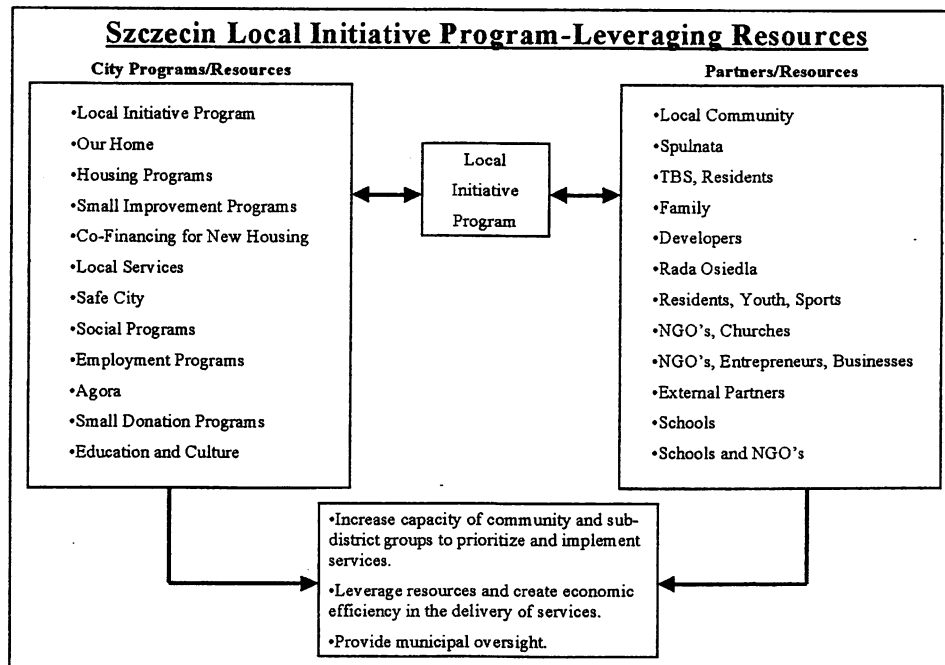 Szczecin Local Initiative Program-Leveraging Resources
City Programs/Resources
•Local Initiative Program
•Our Home
•Housing Programs
•Small Improvement Programs
•Co-Financing for New Housing
•Local Services
•Safe City
•Social Programs
•Employment Programs
•Agora
•Small Donation Programs
•Education and Culture
Local
Initiative
Program
Partners/Resources
•Local Community
•Spulnata
•TBS, Residents
•Family
•Developers
•Rada Osiedla
•Residents, Youth, Sports
•NGO's, Churches
•NGO's, Entrepreneurs, Businesses
•External Partners
•Schools
•Schools and NGO's
•Increase capacity of community and sub-
district groups to prioritize and implement
services.
•Leverage resources and create economic
efficiency in the delivery of services.
•Provide municipal oversight.